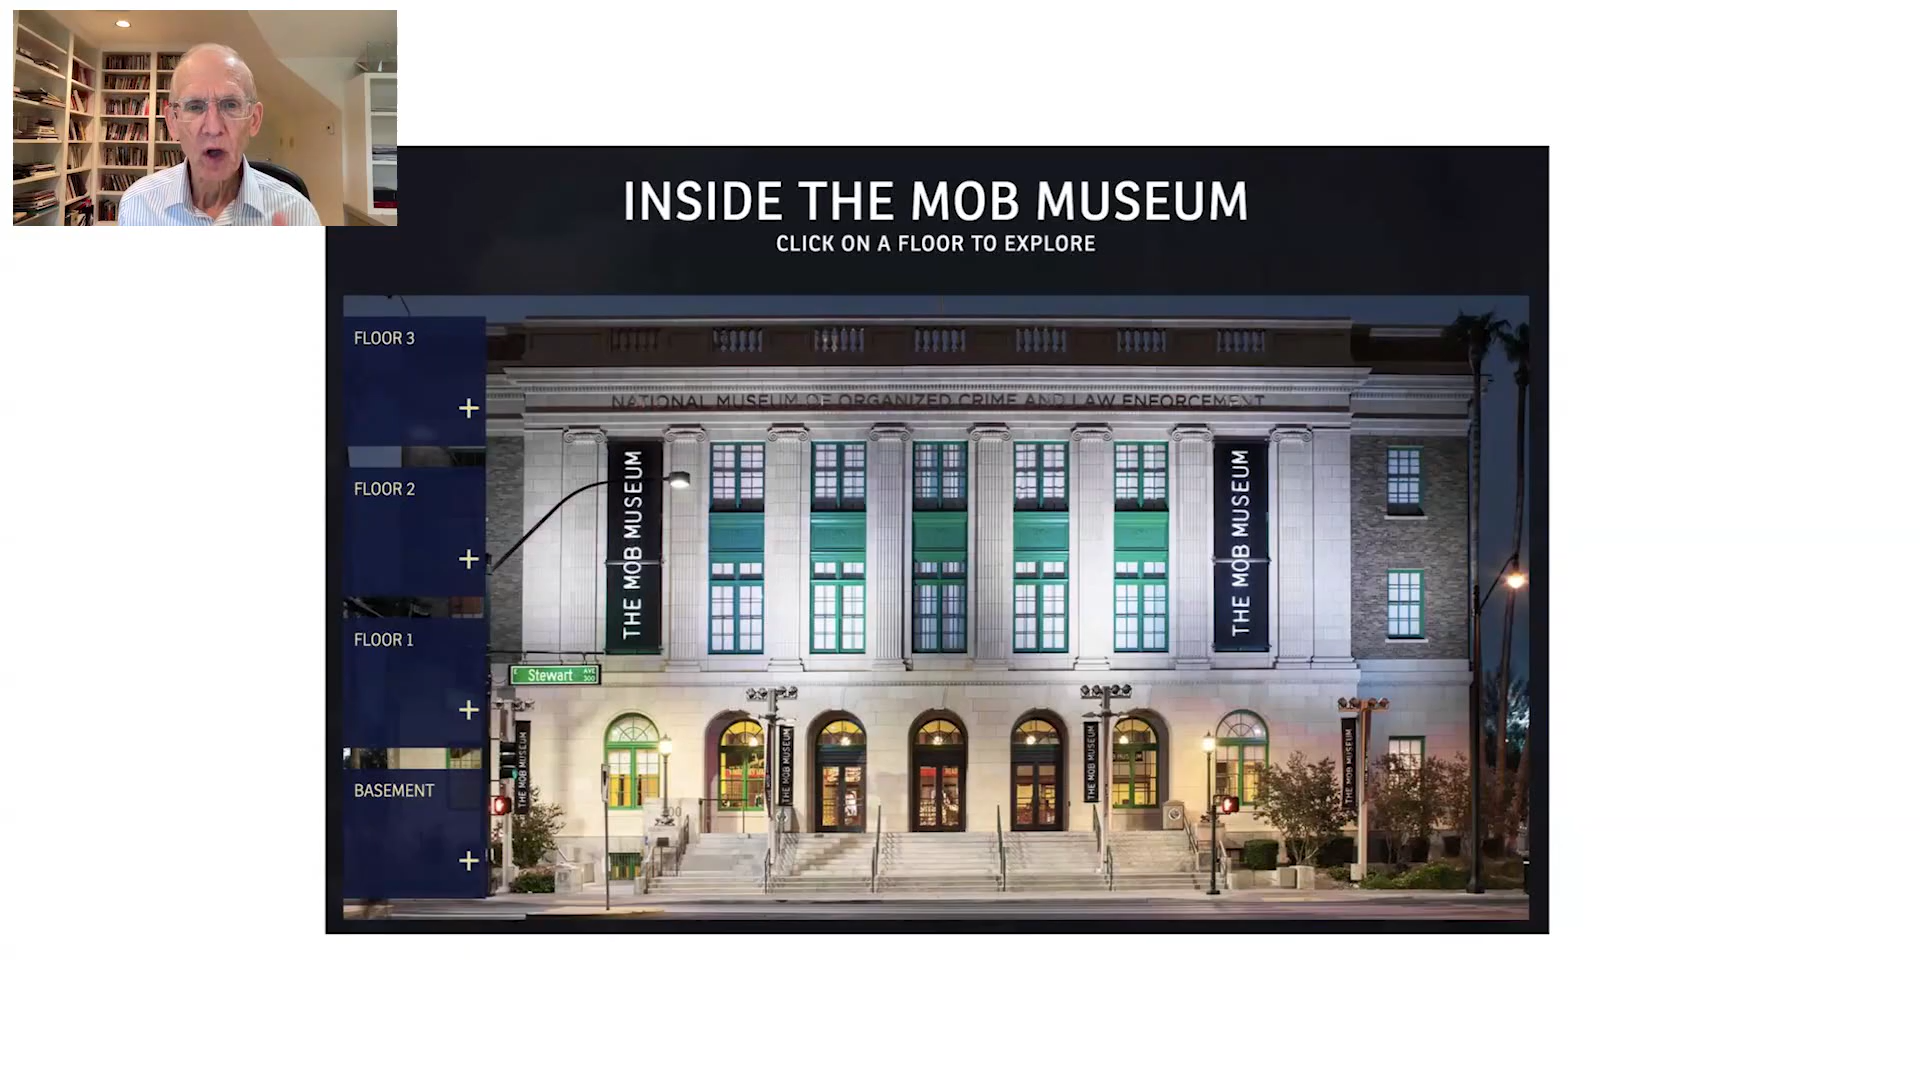 INSIDE THE MOB MUSEUM
CLICK ON A FLOOR TO EXPLORE
FLOOR 3
NATIONAL MUSEUM OF ORGANIZED CRIME AND LAW ENFORCEMENT
THE MOB MUSEUM
THE MOB MUSEUM
FLOOR 2
FLOOR 1
E Stewart AVE 300
THE MOB MUSEUM
THE MOB MUSEUM
THE MOB MUSEUM
THE MOB MUSEUM
BASEMENT